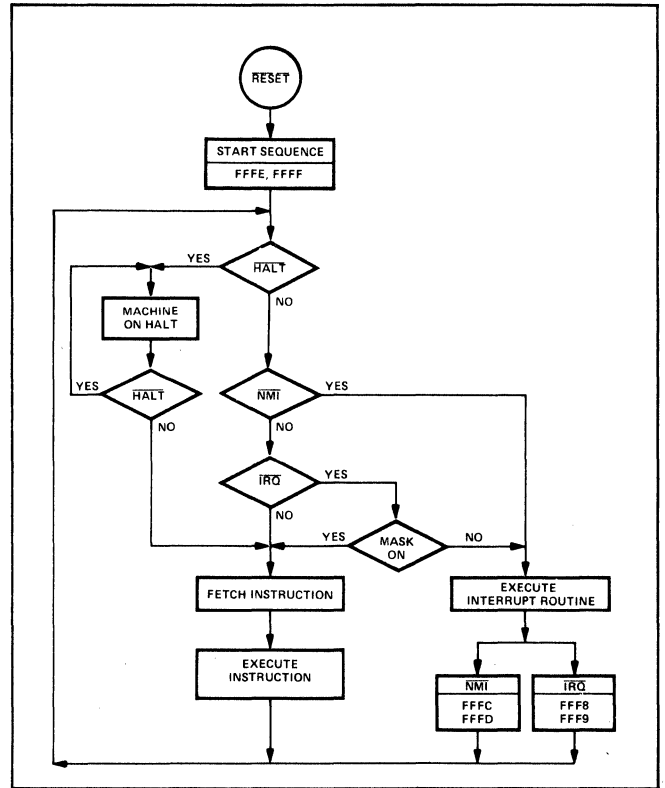 RESET
START SEQUENCE
FFFE, FFFF
YES
HALT
NO
MACHINE
ON HALT
YES
HALT
NO
NMI
YES
NO
IRQ
YES
NO
YES
MASK
ON
NO
FETCH INSTRUCTION
EXECUTE
INTERRUPT ROUTINE
EXECUTE
INSTRUCTION
NMI
FFFC
FFFD
IRQ
FFF8
FFF9